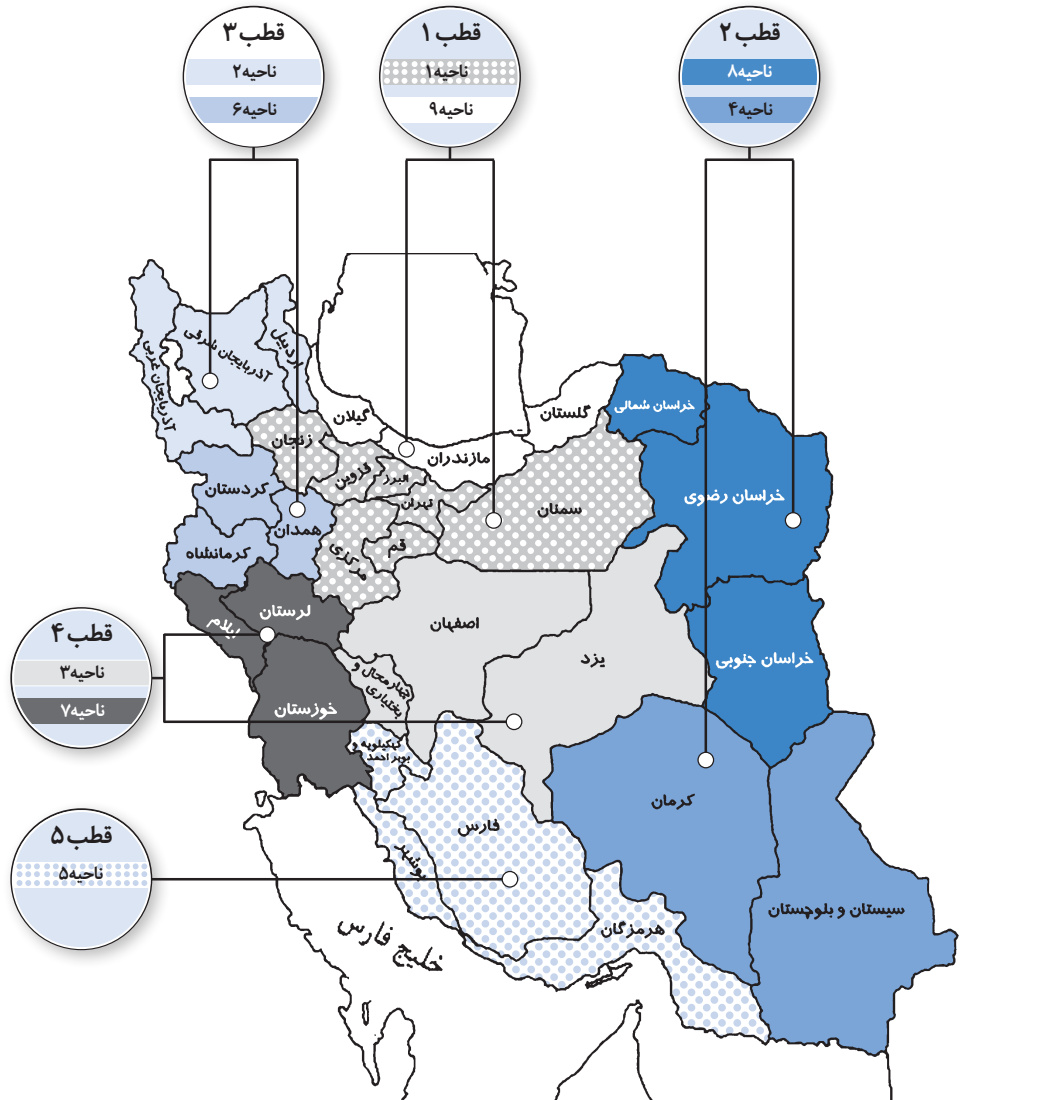 قطب ۲
ناحیه۸
ناحیه۴
قطب ۱
ناحیه۱
ناحیه۹
قطب ۳
ناحیه۲
ناحیه۶
آذربایجان شرقی
اردبیل
آذربایجان غربی
گیلان
گلستان
خراسان شمالی
زنجان
مازندران
قزوین
البرز
کردستان
تهران
سمنان
خراسان رضوی
همدان
کرمانشاه
مرکزی
قم
لرستان
ایلام
اصفهان
یزد
خراسان جنوبی
قطب ۴
ناحیه۳
ناحیه۷
چهارمحال و
بختیاری
خوزستان
کهکیلویه و
بویر احمد
کرمان
فارس
بوشهر
قطب ۵
ناحیه۵
سیستان و بلوچستان
هرمزگان
خلیج فارس